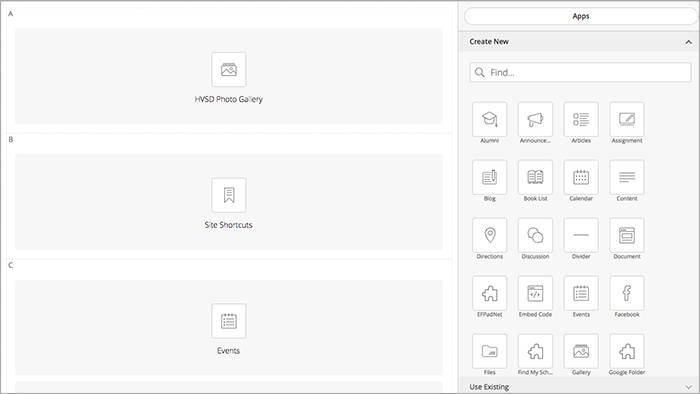 A
HVSD Photo Gallery
B
Site Shortcuts
C
Events
Apps
Create New
Find...
Alumni
Announce...
Articles
Assignment
Blog
Book List
Calendar
Content
Directions
Discussion
Divider
Document
EFPadNet
Embed Code
Events
Facebook
Files
Find My Sch...
Gallery
Google Folder
Use Existing